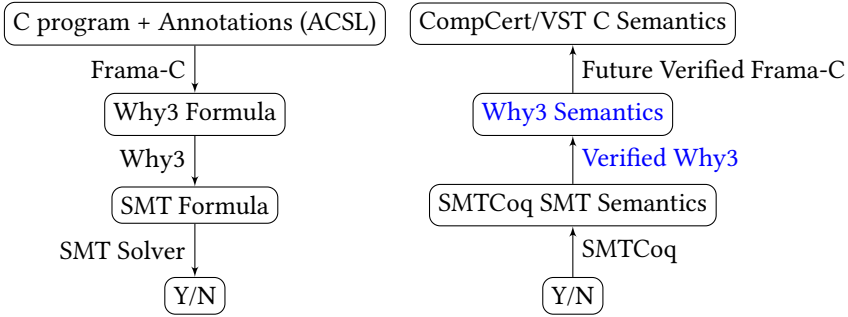 C program + Annotations (ACSL)
Frama-C
Why3 Formula
Why3
SMT Formula
SMT Solver
Y/N
CompCert/VST C Semantics
Future Verified Frama-C
Why3 Semantics
Verified Why3
SMTCoq SMT Semantics
SMTCoq
Y/N